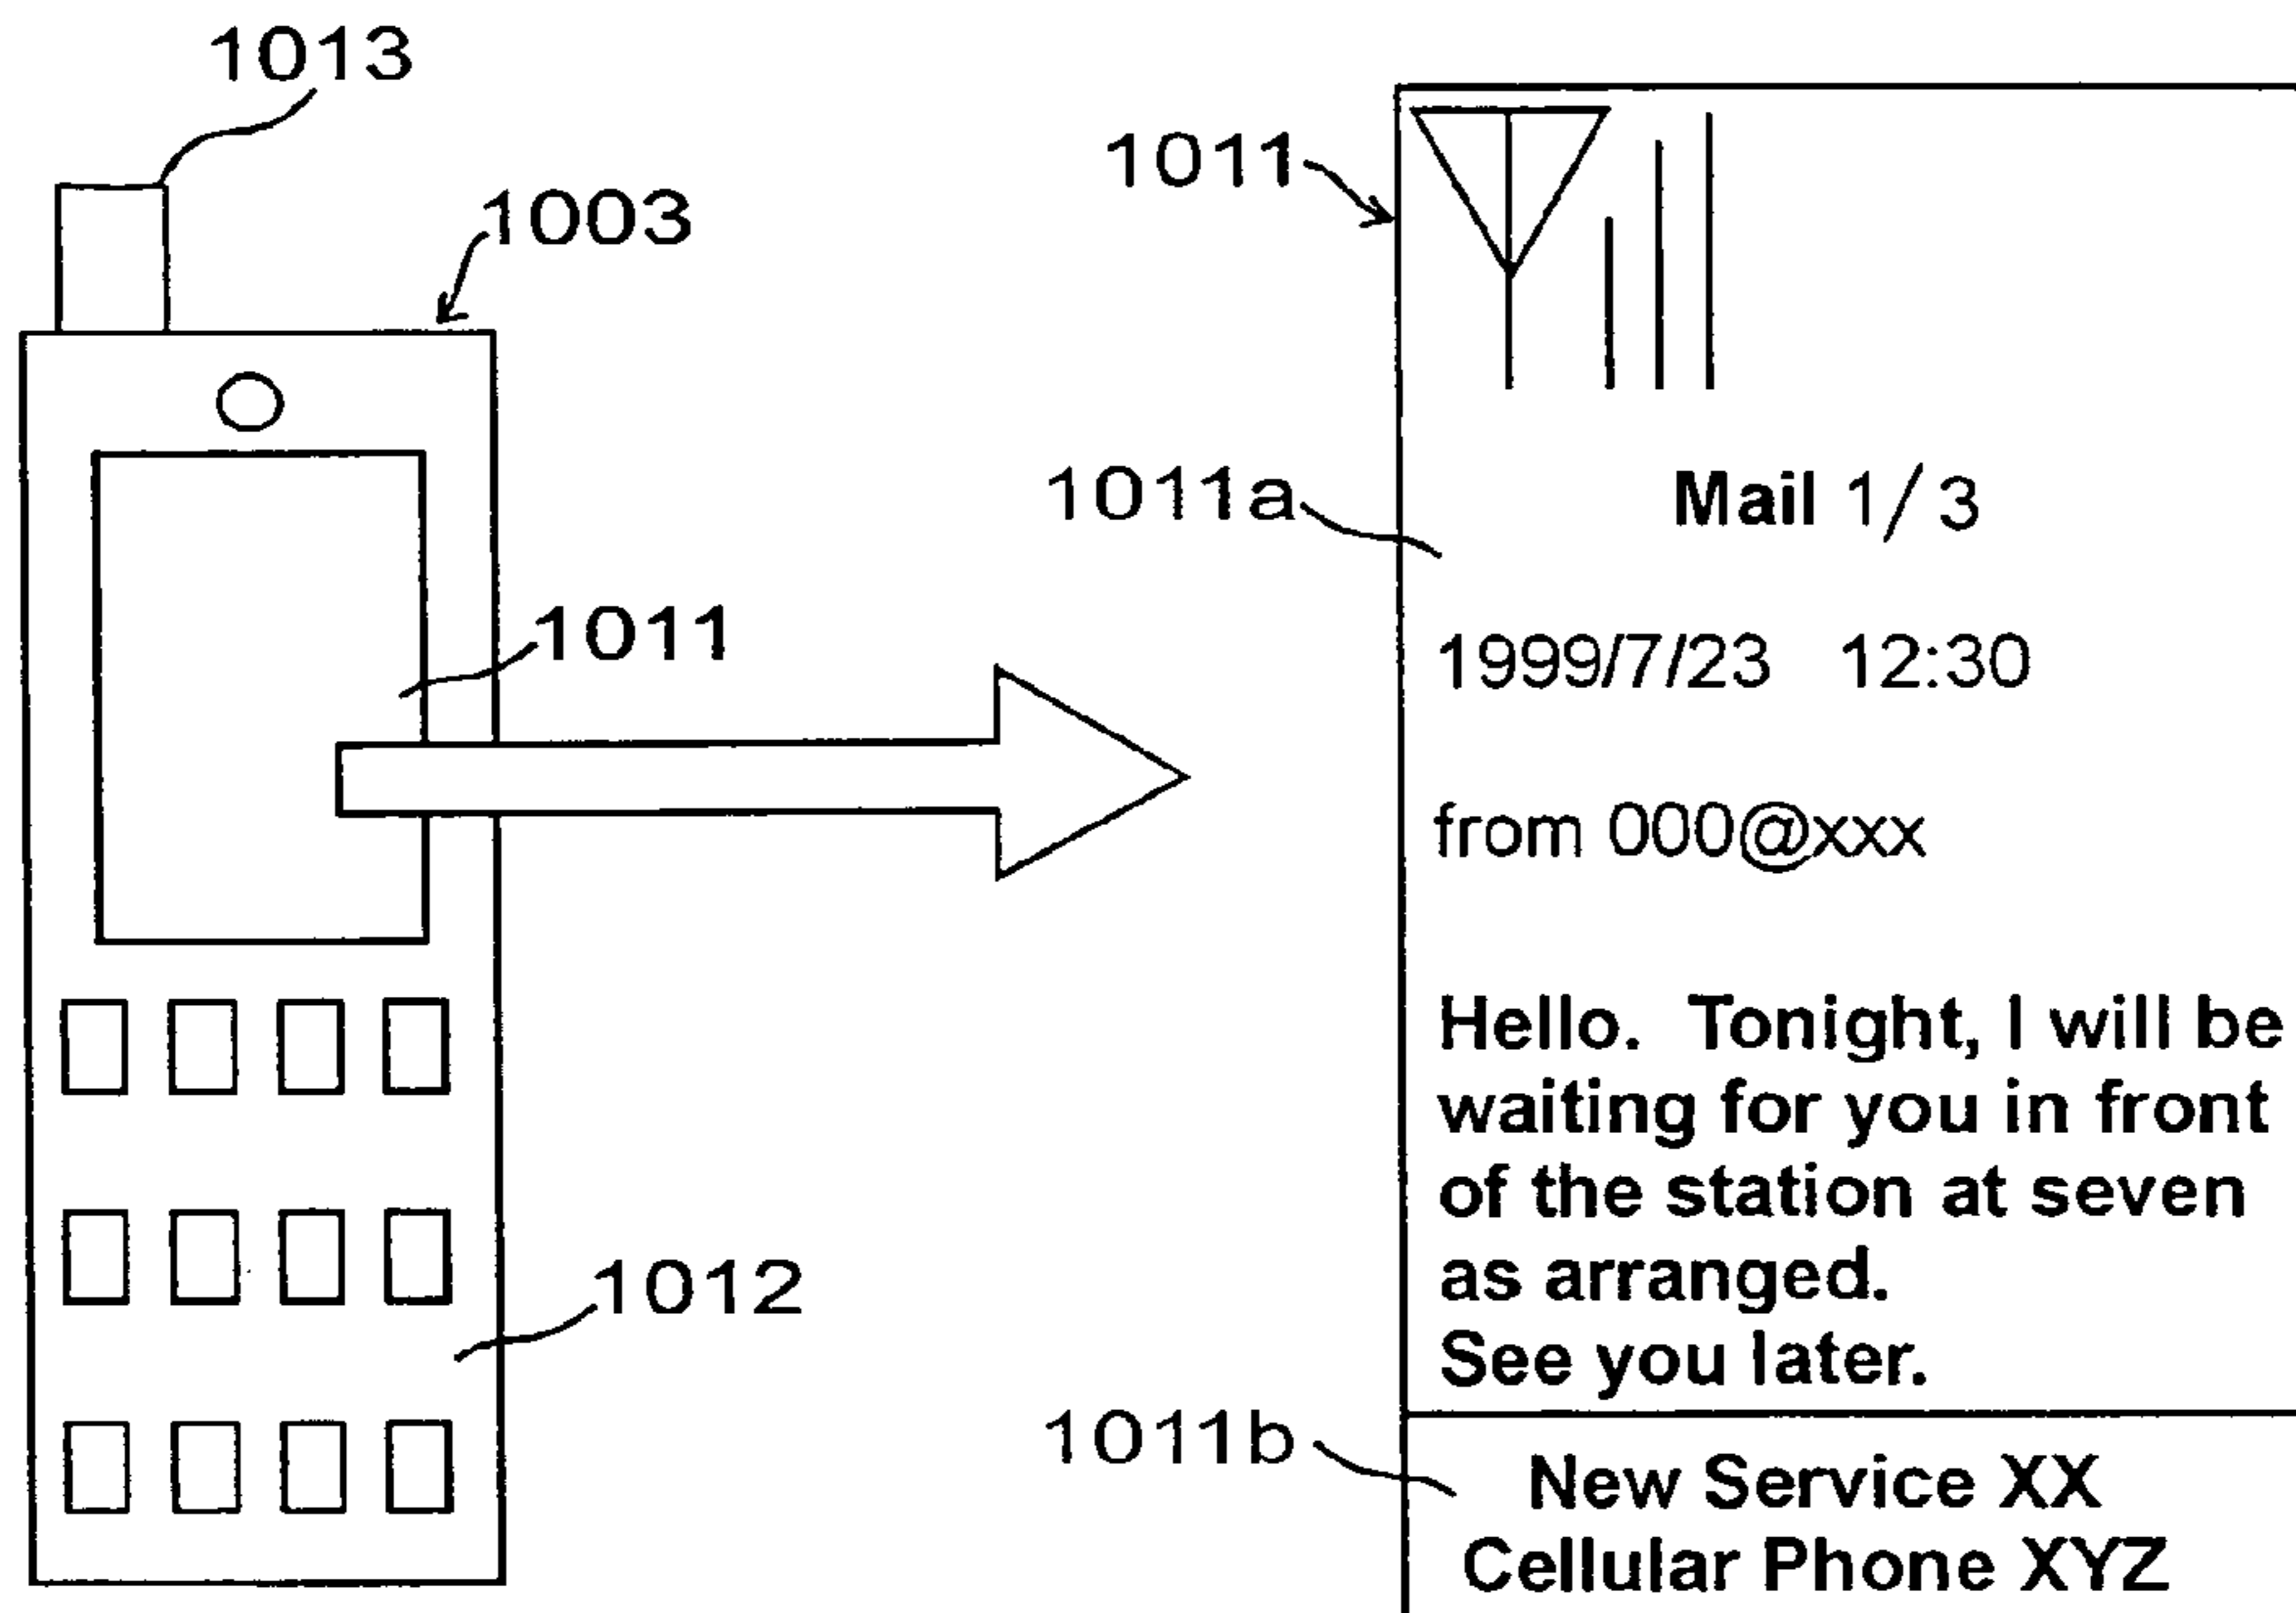 1013
1003
1011
1012
1011
1011a
Mail 1/3
1999/7/23 12:30
from 000@xxx
Hello. Tonight, I will be
waiting for you in front
of the station at seven
as arranged.
See you later.
1011b
New Service XX
Cellular Phone XYZ